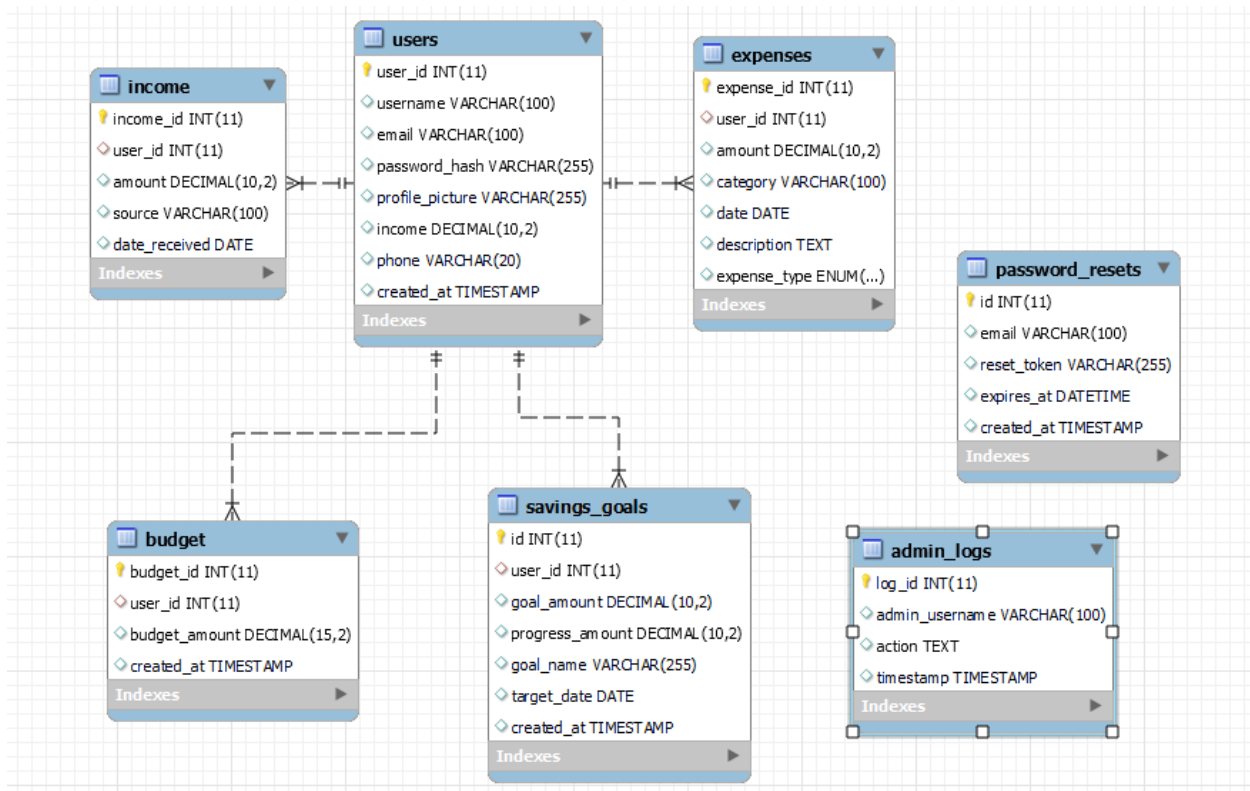 users
user_id INT(11)
username VARCHAR(100)
email VARCHAR(100)
password_hash VARCHAR(255)
profile_picture VARCHAR(255)
income DECIMAL(10,2)
phone VARCHAR(20)
created_at TIMESTAMP
Indexes
expenses
expense_id INT(11)
user_id INT(11)
amount DECIMAL(10,2)
category VARCHAR(100)
date DATE
description TEXT
expense_type ENUM(...)
Indexes
income
income_id INT(11)
user_id INT(11)
amount DECIMAL(10,2)
source VARCHAR(100)
date_received DATE
Indexes
password_resets
id INT(11)
email VARCHAR(100)
reset_token VARCHAR(255)
expires_at DATETIME
created_at TIMESTAMP
Indexes
budget
budget_id INT(11)
user_id INT(11)
budget_amount DECIMAL(15,2)
created_at TIMESTAMP
Indexes
savings_goals
id INT(11)
user_id INT(11)
goal_amount DECIMAL(10,2)
progress_amount DECIMAL(10,2)
goal_name VARCHAR(255)
target_date DATE
created_at TIMESTAMP
Indexes
admin_logs
log_id INT(11)
admin_username VARCHAR(100)
action TEXT
timestamp TIMESTAMP
Indexes